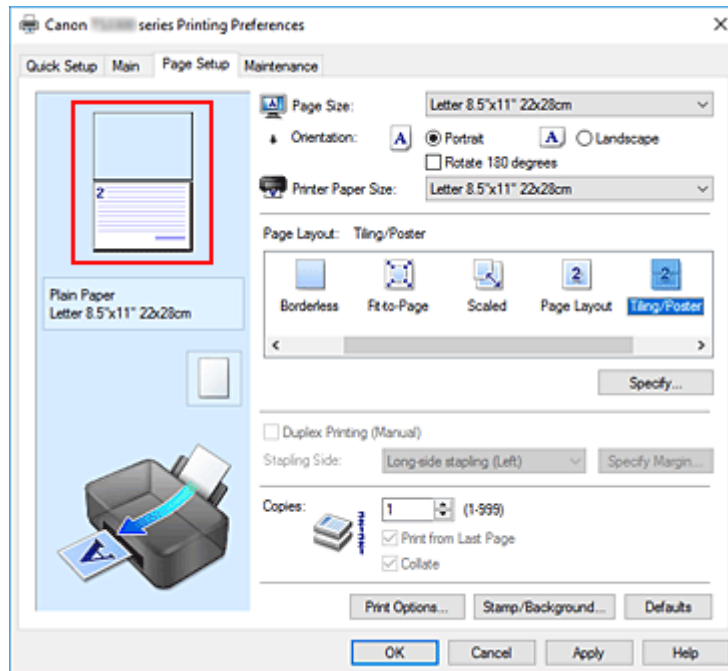 Canon series Printing Preferences
Quick Setup Main Page Setup Maintenance
2
Plain Paper
Letter 8.5"x11" 22x28cm
A
Page Size: Letter 8.5"x11" 22x28cm
Orientation: A Portrait A Landscape
Rotate 180 degrees
Printer Paper Size: Letter 8.5"x11" 22x28cm
Page Layout: Tiling/Poster
2 2
Borderless Fit-to-Page Scaled Page Layout Tiling/Poster
Specify...
Duplex Printing (Manual)
Stapling Side: Long-side stapling (Left) Specify Margin...
Copies: 1 (1-999)
Print from Last Page
Collate
Print Options... Stamp/Background... Defaults
OK Cancel Apply Help